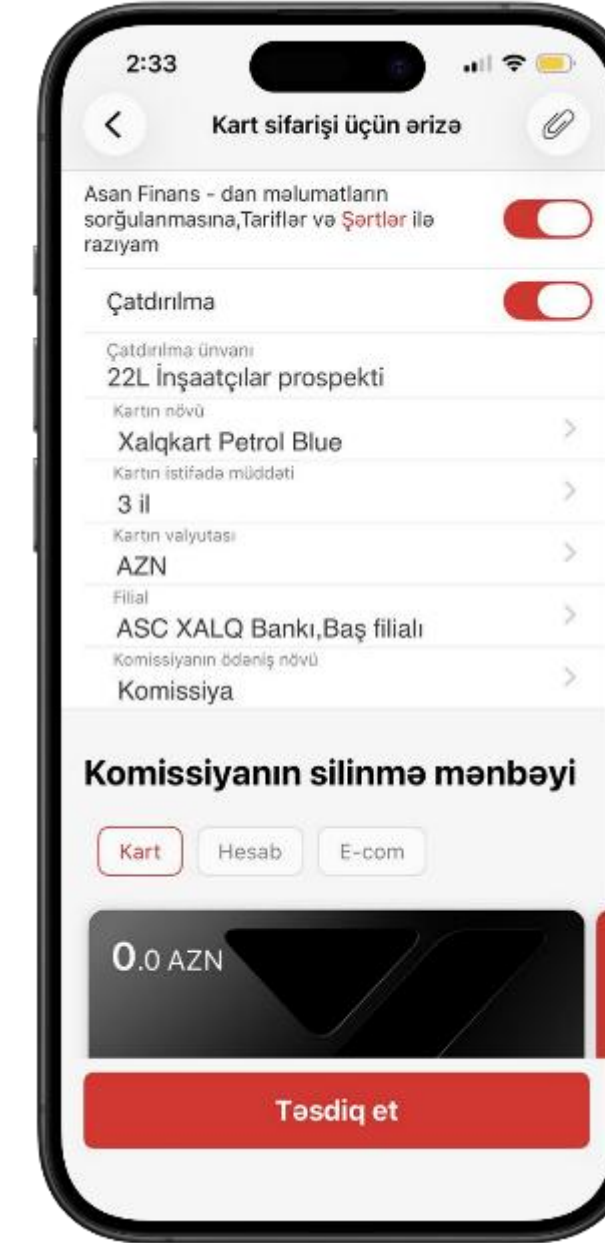 2:33
Kart sifarişi üçün ərizə
Asan Finans - dan məlumatların
sorğulanmasına,Tariflər və Şərtlər ilə
razıyam
Çatdırılma
Çatdırılma ünvanı
22L İnşaatçılar prospekti
Kartın növü
Xalqkart Petrol Blue
Kartın istifadə müddəti
3 il
Kartın valyutası
AZN
Filial
ASC XALQ Bankı,Baş filialı
Komissiyanın ödəniş növü
Komissiya
Komissiyanın silinmə mənbəyi
Kart Hesab E-com
0.0 AZN
Təsdiq et